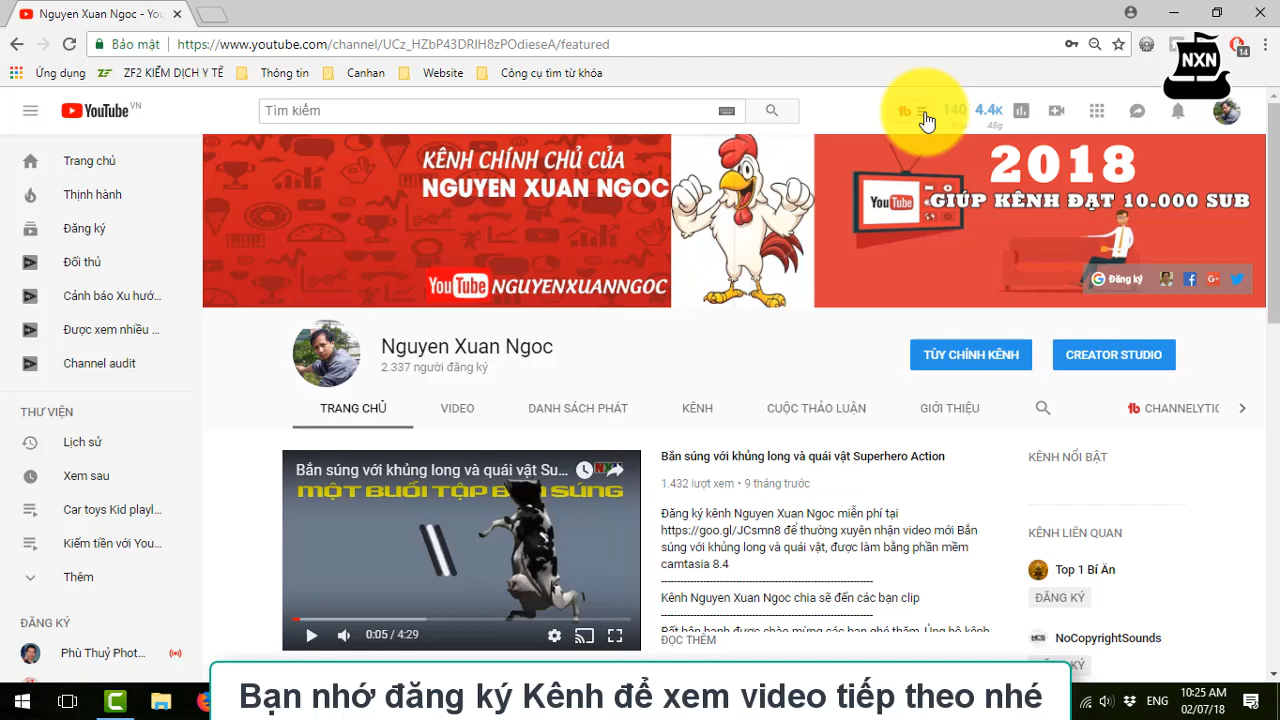 Nguyen Xuan Ngoc - YouTu
Bảo mật
https://www.youtube.com/channel/UCz_HZbP43DRIH8zPOdieseA/featured
14
NXN
Ứng dụng
ZF2 KIỂM DỊCH Y TẾ
Thông tin
Canhan
Website
Công cụ tìm từ khóa
YouTube VN
Tìm kiếm
tb
140
4.4K
60p
48g
Trang chủ
Thịnh hành
Đăng ký
Đối thủ
Cảnh báo Xu hướ...
Được xem nhiều ...
Channel audit
THƯ VIỆN
Lịch sử
Xem sau
Car toys Kid playl...
Kiếm tiền với You...
Thêm
ĐĂNG KÝ
Phù Thuỷ Phot...
KÊNH CHÍNH CHỦ CỦA
NGUYEN XUAN NGOC
YouTube NGUYENXUANNGOC
2018
YouTube
GIÚP KÊNH ĐẠT 10.000 SUB
Đăng ký
Nguyen Xuan Ngoc
2.337 người đăng ký
TÙY CHỈNH KÊNH
CREATOR STUDIO
TRANG CHỦ
VIDEO
DANH SÁCH PHÁT
KÊNH
CUỘC THẢO LUẬN
GIỚI THIỆU
tb CHANNELYTIC
Bắn súng với khủng long và quái vật Su...
NXN
MỘT BUỔI TẬP BẮN SÚNG
0:05 / 4:29
Bắn súng với khủng long và quái vật Superhero Action
1.432 lượt xem • 9 tháng trước
Đăng ký kênh Nguyen Xuan Ngoc miễn phí tại
https://goo.gl/JCsmn8 để thường xuyên nhận video mới Bắn
súng với khủng long và quái vật, được làm bằng phần mềm
camtasia 8.4
Kênh Nguyen Xuan Ngoc chia sẽ đến các bạn clip
ĐỌC THÊM
KÊNH NỔI BẬT
KÊNH LIÊN QUAN
Top 1 Bí Ẩn
ĐĂNG KÝ
NoCopyrightSounds
ĐĂNG KÝ
Bạn nhớ đăng ký Kênh để xem video tiếp theo nhé
ENG
10:25 AM
02/07/18